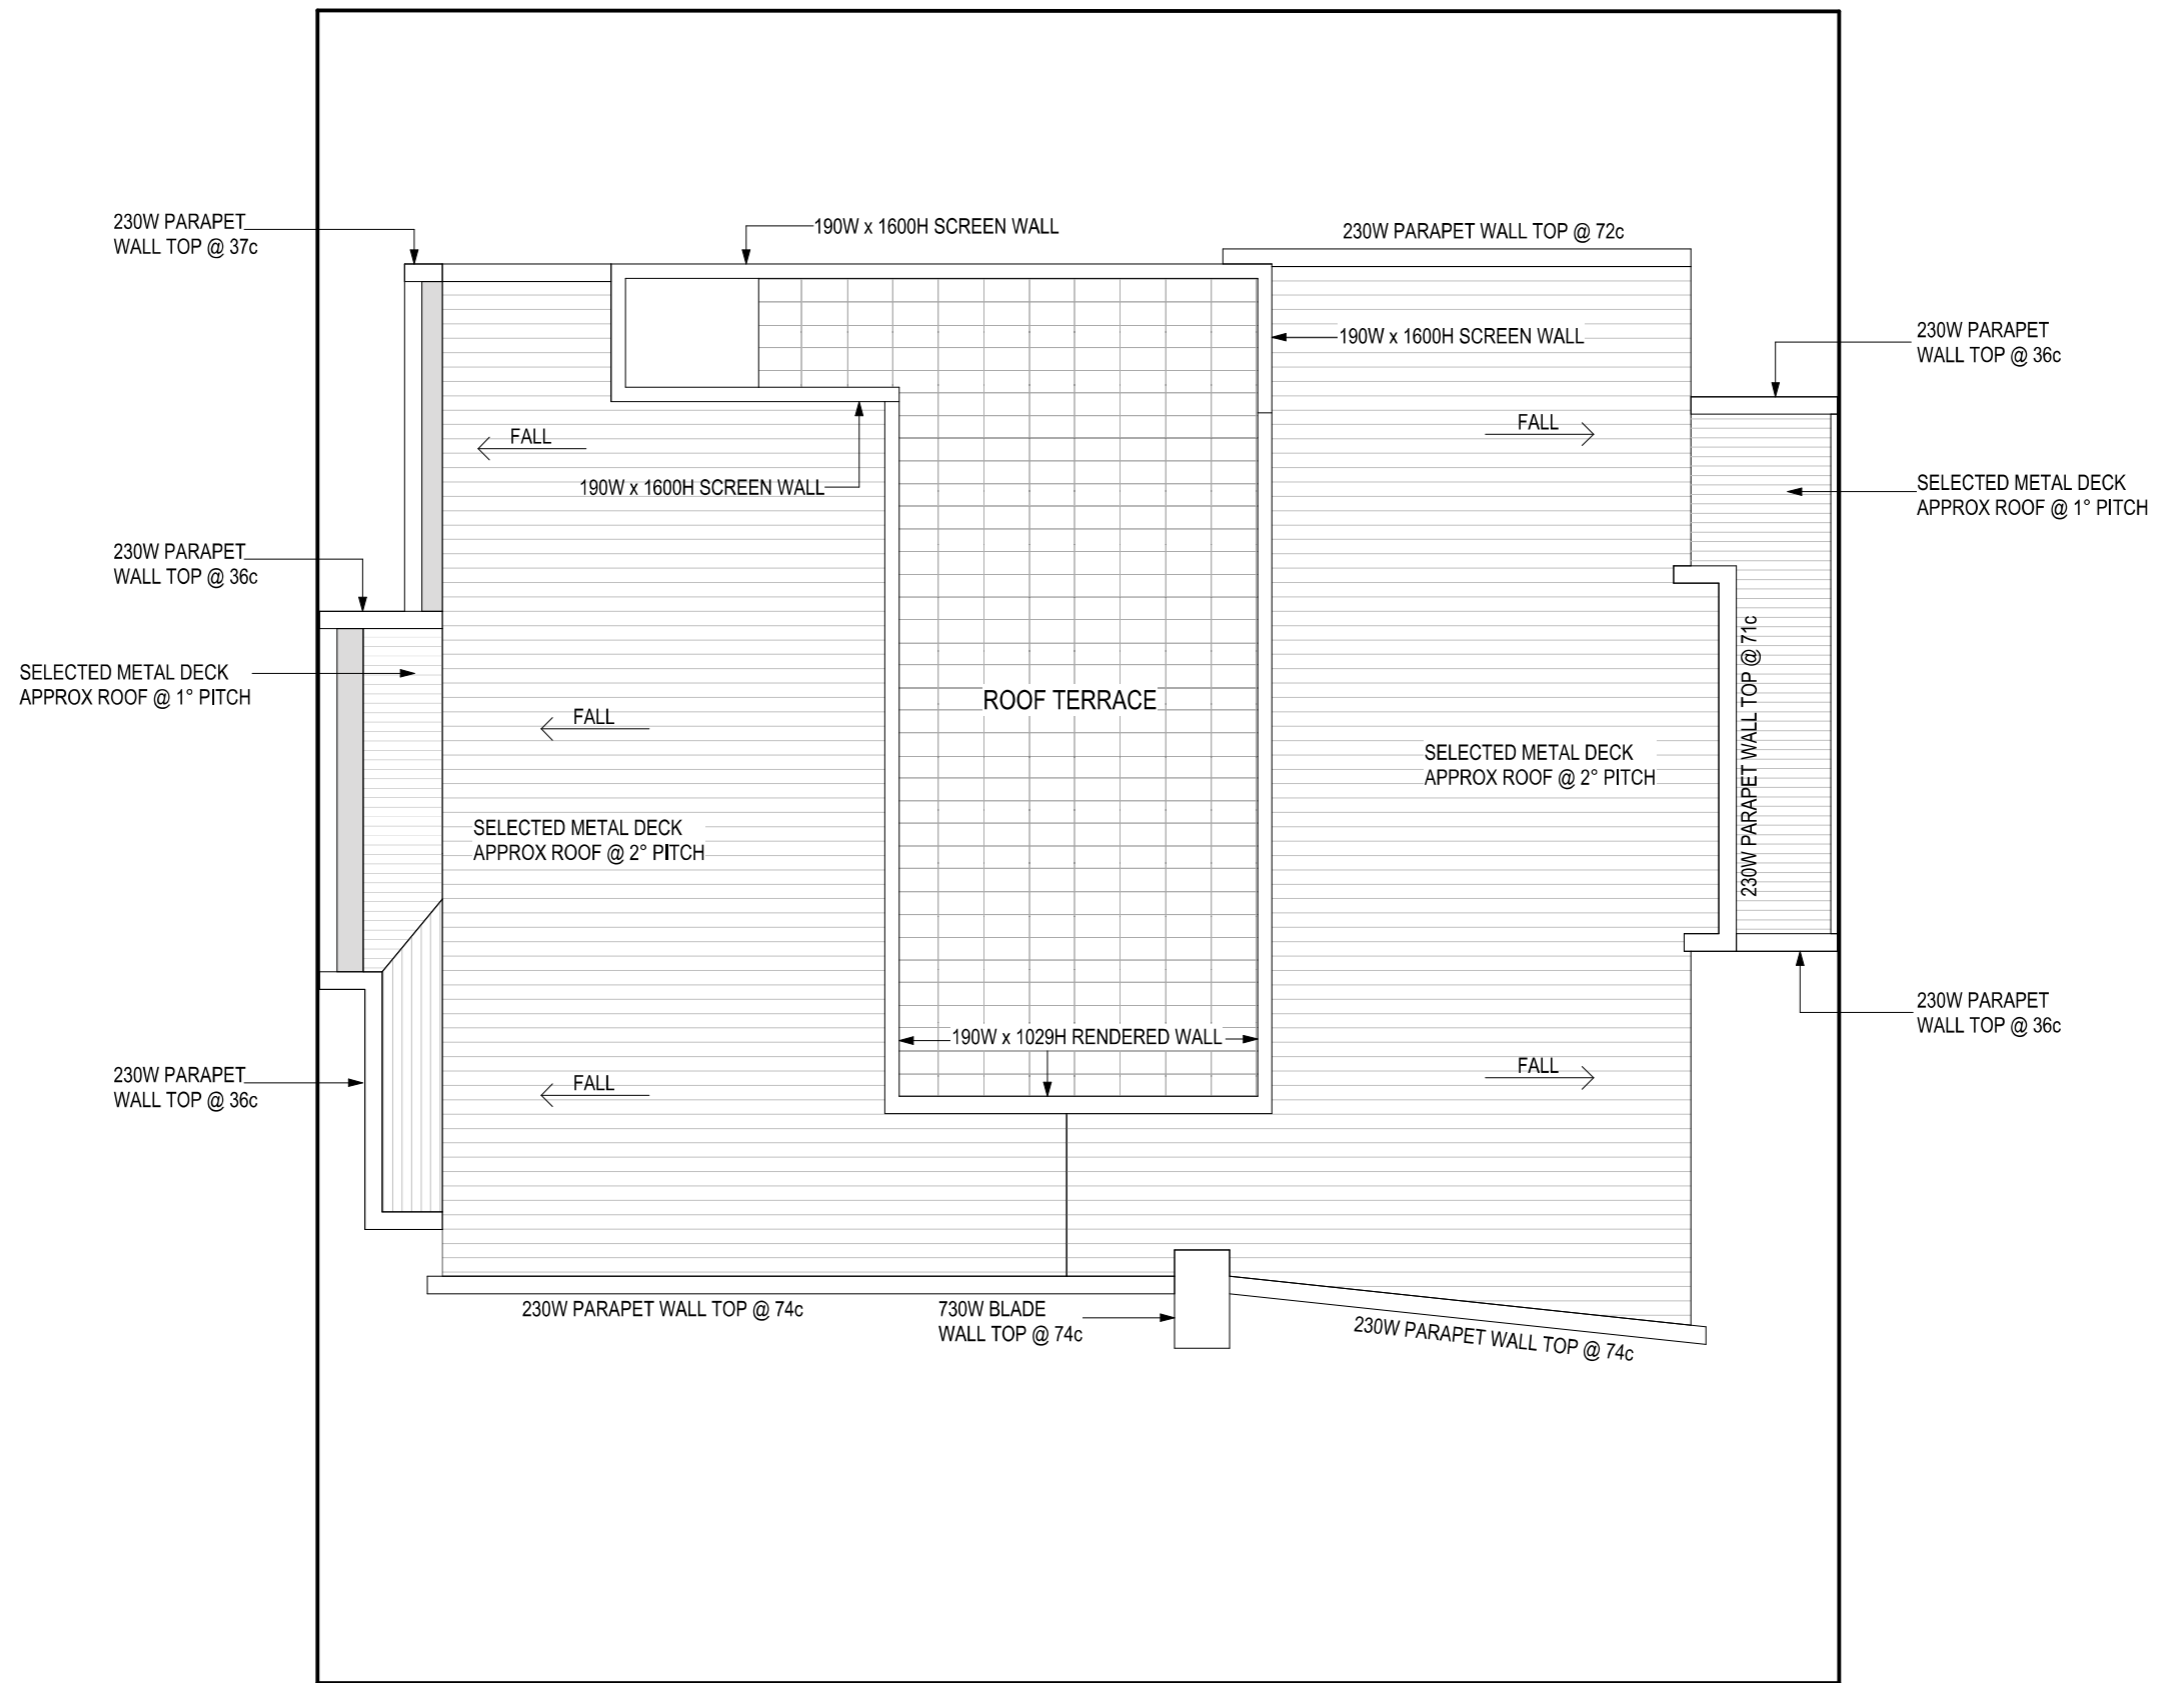 230W PARAPET
WALL TOP @ 37c
190W x 1600H SCREEN WALL
230W PARAPET WALL TOP @ 72c
190W x 1600H SCREEN WALL
230W PARAPET
WALL TOP @ 36c
FALL
FALL
190W x 1600H SCREEN WALL
SELECTED METAL DECK
APPROX ROOF @ 1° PITCH
230W PARAPET
WALL TOP @ 36c
SELECTED METAL DECK
APPROX ROOF @ 1° PITCH
ROOF TERRACE
FALL
SELECTED METAL DECK
APPROX ROOF @ 2° PITCH
230W PARAPET WALL TOP @ 71c
SELECTED METAL DECK
APPROX ROOF @ 2° PITCH
230W PARAPET
WALL TOP @ 36c
190W x 1029H RENDERED WALL
230W PARAPET
WALL TOP @ 36c
FALL
FALL
230W PARAPET WALL TOP @ 74c
730W BLADE
WALL TOP @ 74c
230W PARAPET WALL TOP @ 74c